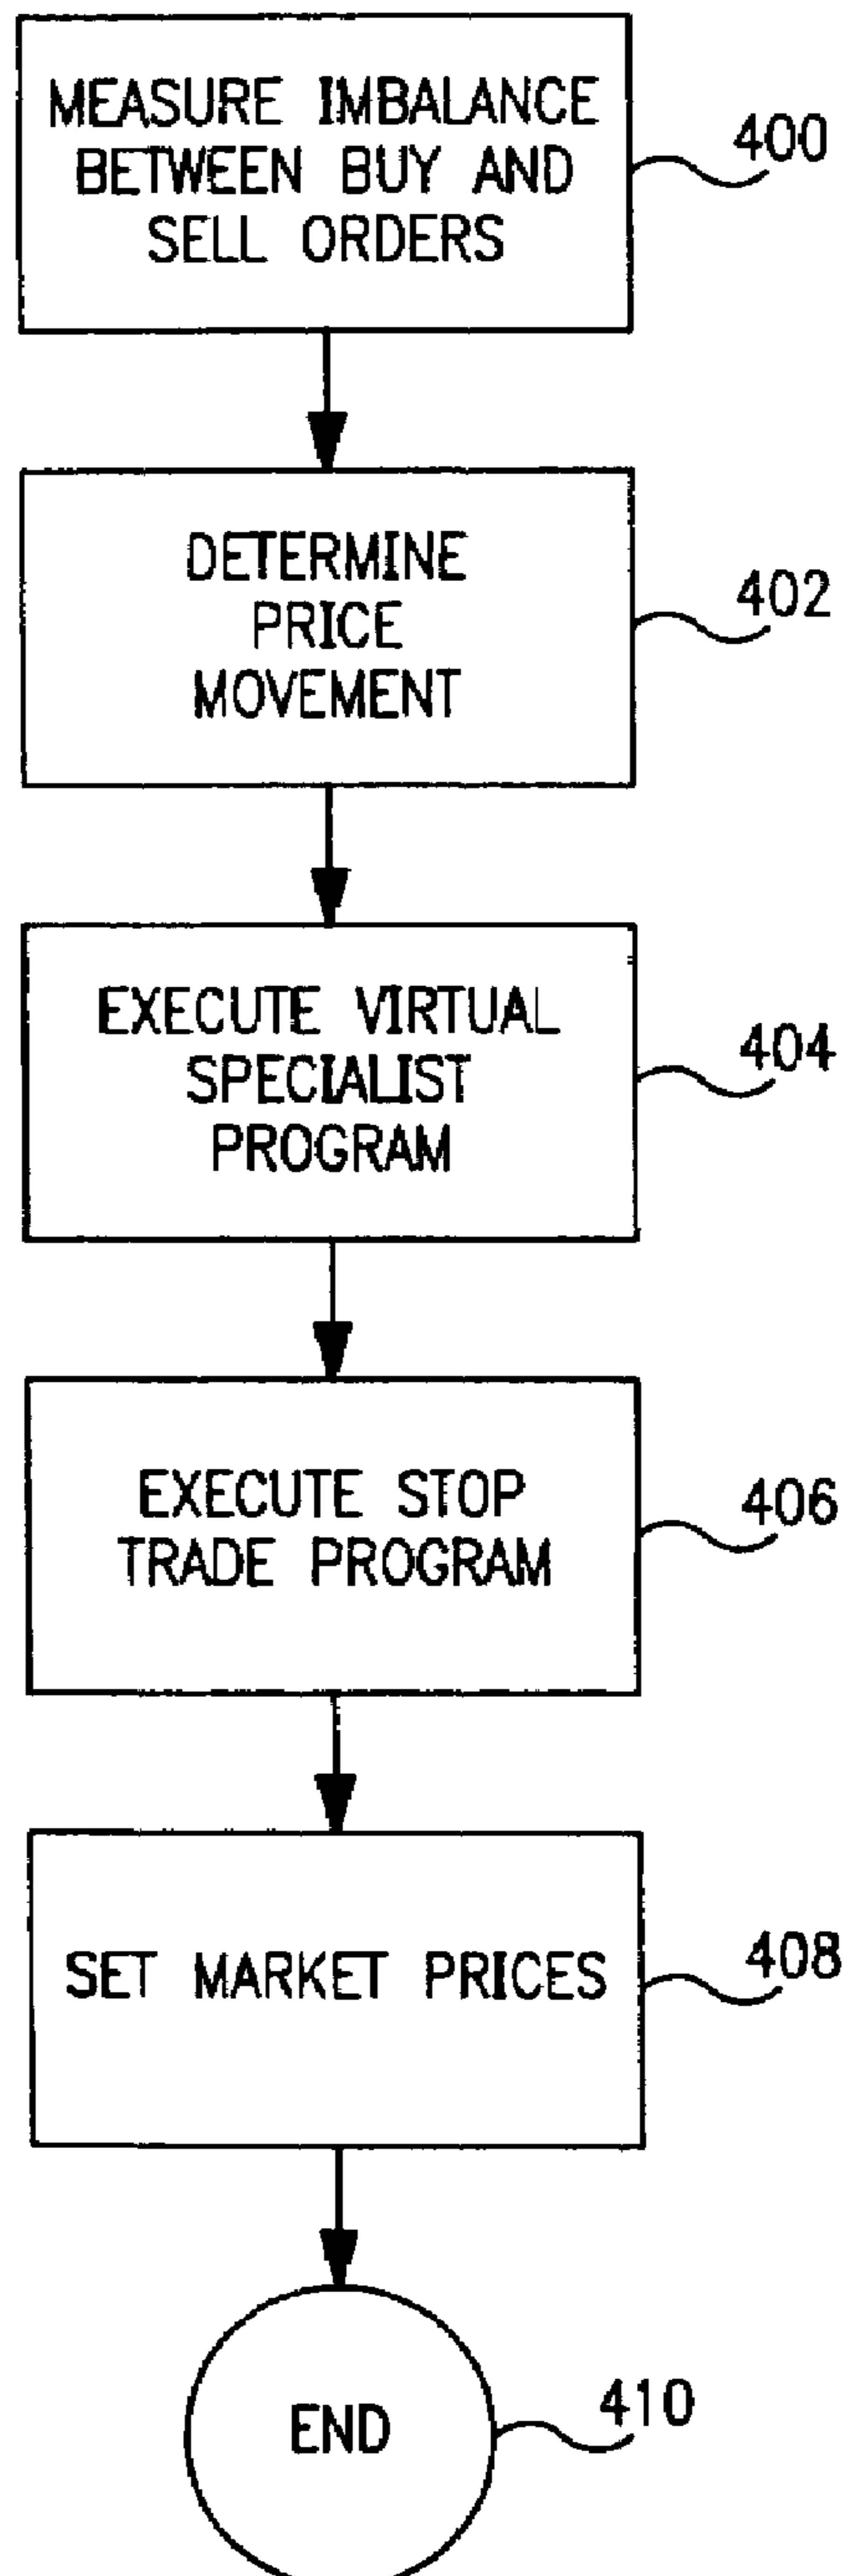 MEASURE IMBALANCE
BETWEEN BUY AND
SELL ORDERS
400
DETERMINE
PRICE
MOVEMENT
402
EXECUTE VIRTUAL
SPECIALIST
PROGRAM
404
EXECUTE STOP
TRADE PROGRAM
406
SET MARKET PRICES
408
END
410